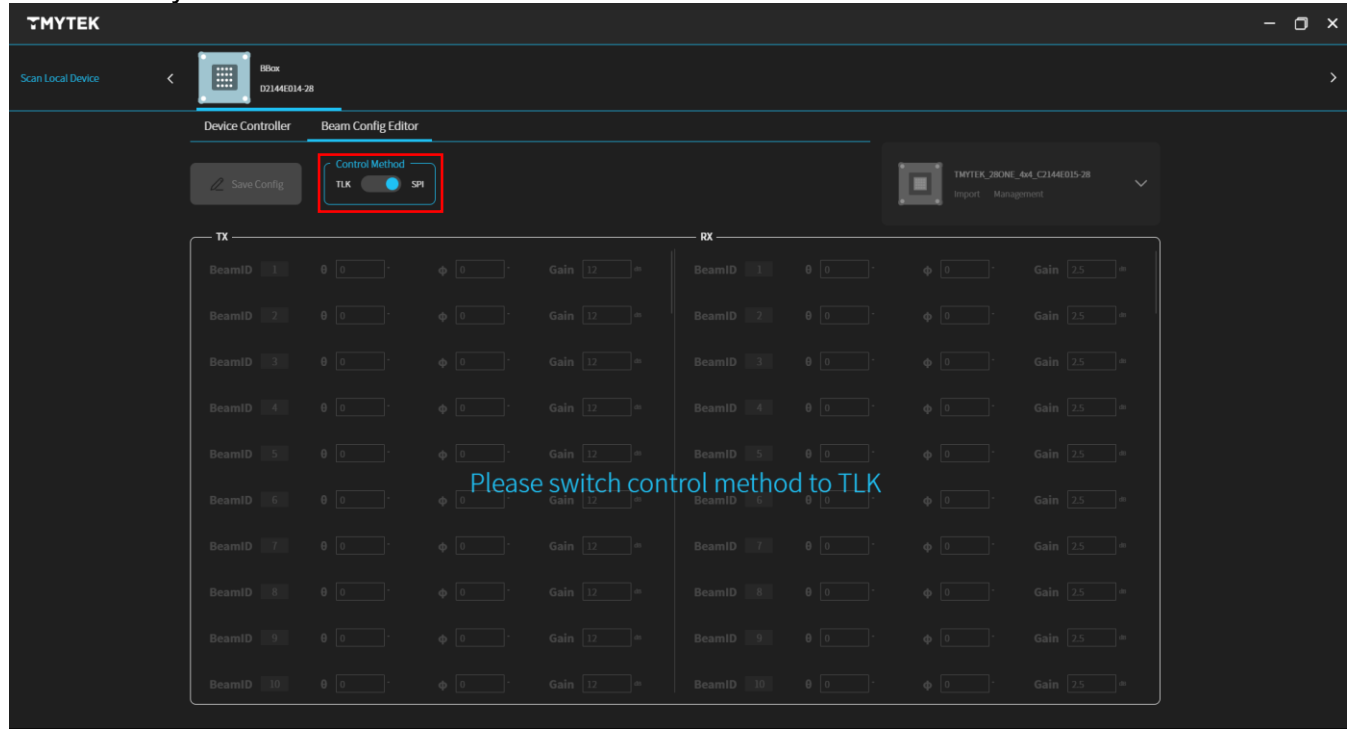 TMYTEK
Scan Local Device
BBox
D2144E014-28
Device Controller Beam Config Editor
Save Config
Control Method
TLK SPI
TMYTEK_28ONE_4x4_C2144E015-28
Import Management
TX
RX
BeamID 1 θ 0 ° ϕ 0 ° Gain 12 dB BeamID 1 θ 0 ° ϕ 0 ° Gain 2.5 dB
BeamID 2 θ 0 ° ϕ 0 ° Gain 12 dB BeamID 2 θ 0 ° ϕ 0 ° Gain 2.5 dB
BeamID 3 θ 0 ° ϕ 0 ° Gain 12 dB BeamID 3 θ 0 ° ϕ 0 ° Gain 2.5 dB
BeamID 4 θ 0 ° ϕ 0 ° Gain 12 dB BeamID 4 θ 0 ° ϕ 0 ° Gain 2.5 dB
BeamID 5 θ 0 ° ϕ 0 ° Gain 12 dB BeamID 5 θ 0 ° ϕ 0 ° Gain 2.5 dB
Please switch control method to TLK
BeamID 6 θ 0 ° ϕ 0 ° Gain 12 dB BeamID 6 θ 0 ° ϕ 0 ° Gain 2.5 dB
BeamID 7 θ 0 ° ϕ 0 ° Gain 12 dB BeamID 7 θ 0 ° ϕ 0 ° Gain 2.5 dB
BeamID 8 θ 0 ° ϕ 0 ° Gain 12 dB BeamID 8 θ 0 ° ϕ 0 ° Gain 2.5 dB
BeamID 9 θ 0 ° ϕ 0 ° Gain 12 dB BeamID 9 θ 0 ° ϕ 0 ° Gain 2.5 dB
BeamID 10 θ 0 ° ϕ 0 ° Gain 12 dB BeamID 10 θ 0 ° ϕ 0 ° Gain 2.5 dB